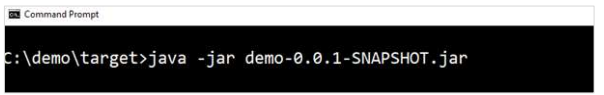 Command Prompt
C:\demo\target>java -jar demo-0.0.1-SNAPSHOT.jar